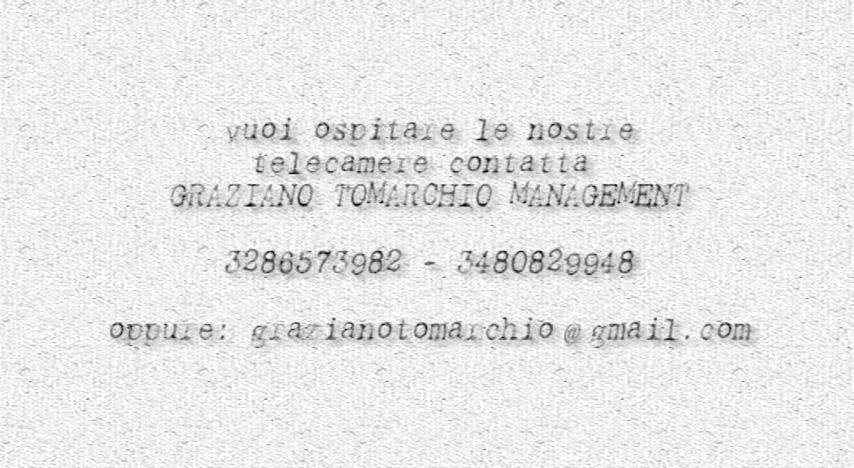 vuoi ospitare le nostre
telecamere contatta
GRAZIANO TOMARCHIO MANAGEMENT
3286573982 - 3480829948
oppure: grazianotomarchio@gmail.com